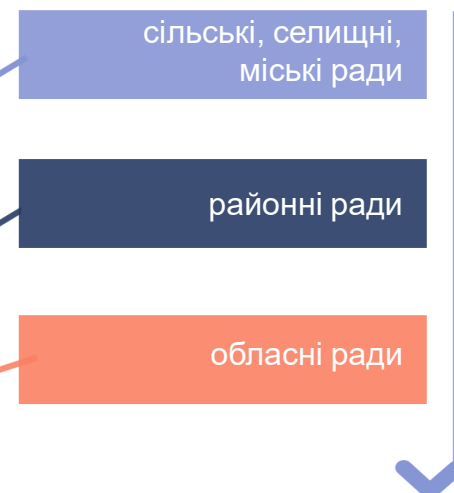 сільські, селищні,
міські ради
районні ради
обласні ради